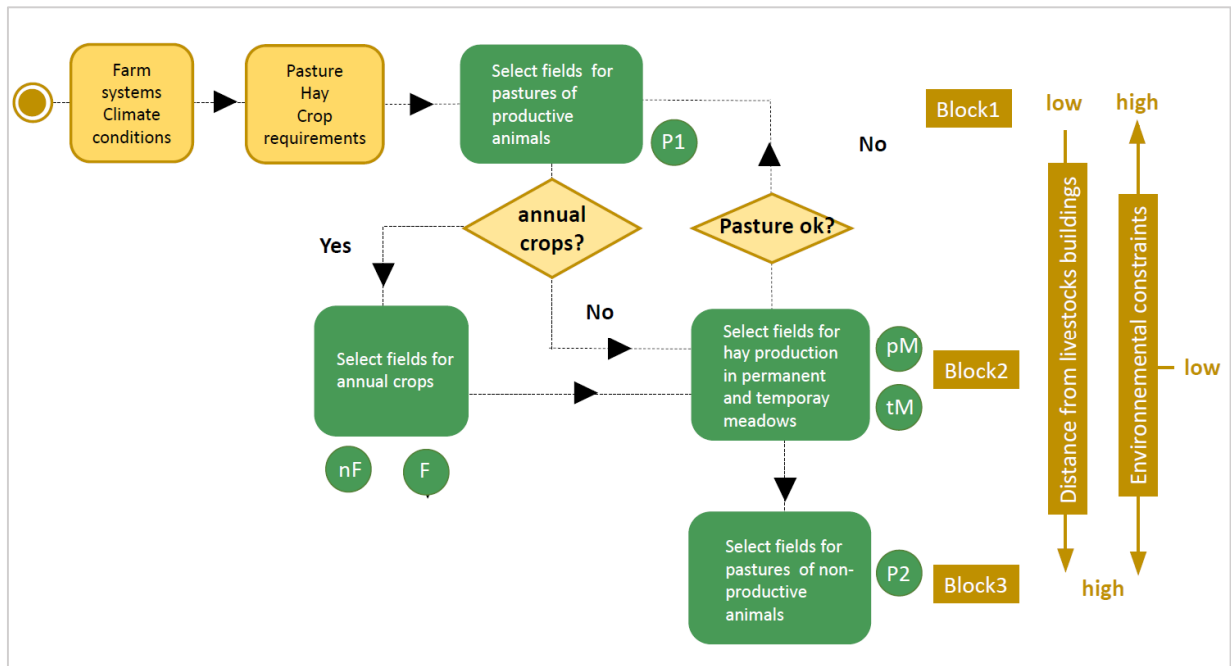 Farm
systems
Climate
conditions
Pasture
Hay
Crop
requirements
Select fields for
pastures of
productive
animals
P1
Block1
low
high
No
annual
crops?
Pasture ok?
Yes
No
Select fields for
annual crops
nF
F
Select fields for
hay production
in permanent
and temporay
meadows
pM
tM
Block2
Distance from livestocks buildings
Environnemental constraints
low
Select fields for
pastures of non-
productive
animals
P2
Block3
high